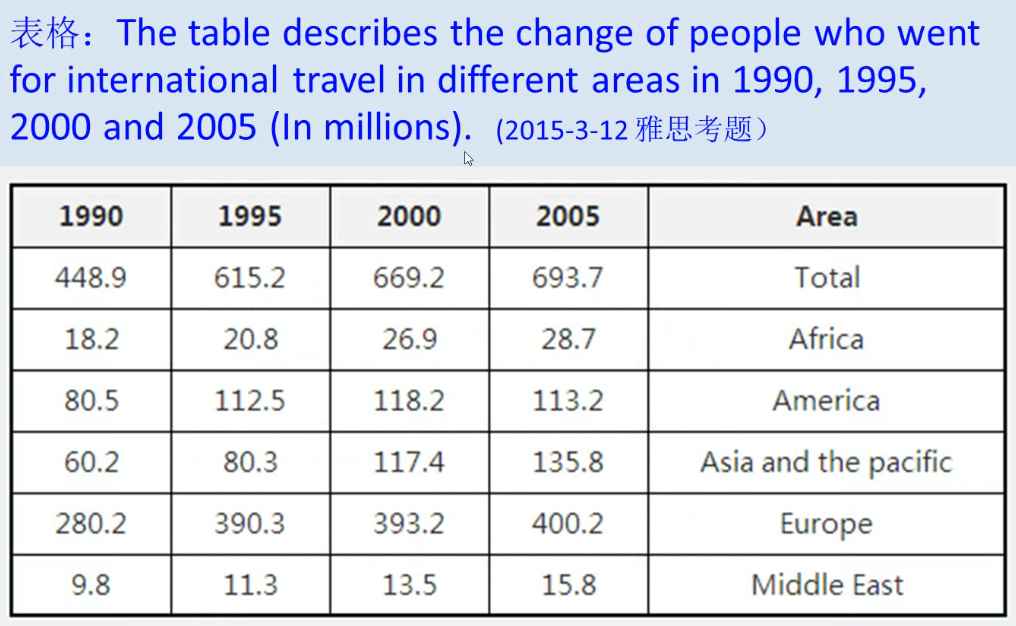 表格：The table describes the change of people who went
for international travel in different areas in 1990, 1995,
2000 and 2005 (In millions). (2015-3-12 雅思考题）
1990 1995 2000 2005 Area
448.9 615.2 669.2 693.7 Total
18.2 20.8 26.9 28.7 Africa
80.5 112.5 118.2 113.2 America
60.2 80.3 117.4 135.8 Asia and the pacific
280.2 390.3 393.2 400.2 Europe
9.8 11.3 13.5 15.8 Middle East